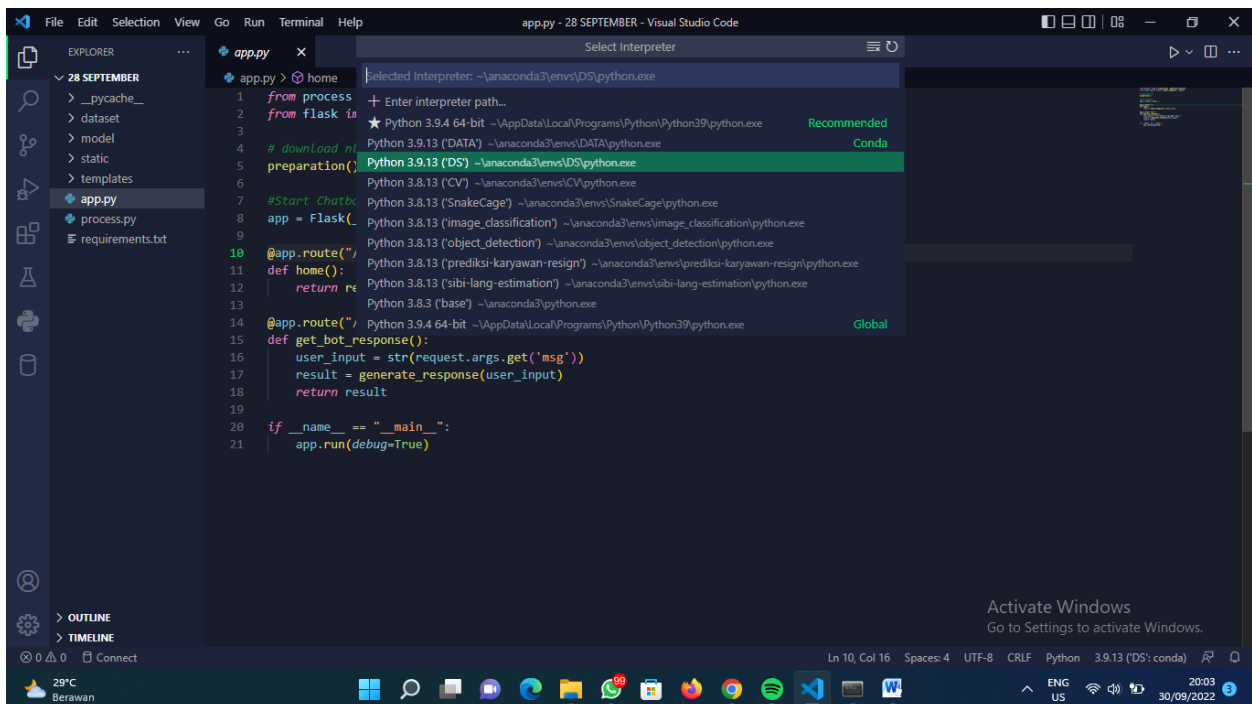 File Edit Selection View Go Run Terminal Help
app.py - 28 SEPTEMBER - Visual Studio Code
EXPLORER
28 SEPTEMBER
__pycache__
dataset
model
static
templates
app.py
process.py
requirements.txt
OUTLINE
TIMELINE
app.py
app.py > home
Select Interpreter
Selected Interpreter: ~\anaconda3\envs\DS\python.exe
+ Enter interpreter path...
★ Python 3.9.4 64-bit ~\AppData\Local\Programs\Python\Python39\python.exe Recommended
Python 3.9.13 ('DATA') ~\anaconda3\envs\DATA\python.exe Conda
Python 3.9.13 ('DS') ~\anaconda3\envs\DS\python.exe
Python 3.8.13 ('CV') ~\anaconda3\envs\CV\python.exe
Python 3.8.13 ('SnakeCage') ~\anaconda3\envs\SnakeCage\python.exe
Python 3.8.13 ('image_classification') ~\anaconda3\envs\image_classification\python.exe
Python 3.8.13 ('object_detection') ~\anaconda3\envs\object_detection\python.exe
Python 3.8.13 ('prediksi-karyawan-resign') ~\anaconda3\envs\prediksi-karyawan-resign\python.exe
Python 3.8.13 ('sibi-lang-estimation') ~\anaconda3\envs\sibi-lang-estimation\python.exe
Python 3.8.3 ('base') ~\anaconda3\python.exe
Python 3.9.4 64-bit ~\AppData\Local\Programs\Python\Python39\python.exe Global
1 from process
2 from flask im
3
4 # download nl
5 preparation()
6
7 #Start Chatbo
8 app = Flask(_
9
10 @app.route("/
11 def home():
12 return re
13
14 @app.route("/
15 def get_bot_response():
16 user_input = str(request.args.get('msg'))
17 result = generate_response(user_input)
18 return result
19
20 if __name__ == "__main__":
21 app.run(debug=True)
Activate Windows
Go to Settings to activate Windows.
0 0 Connect
Ln 10, Col 16 Spaces: 4 UTF-8 CRLF Python 3.9.13 ('DS': conda)
29°C
Berawan
99
ENG
US
20:03
30/09/2022
3